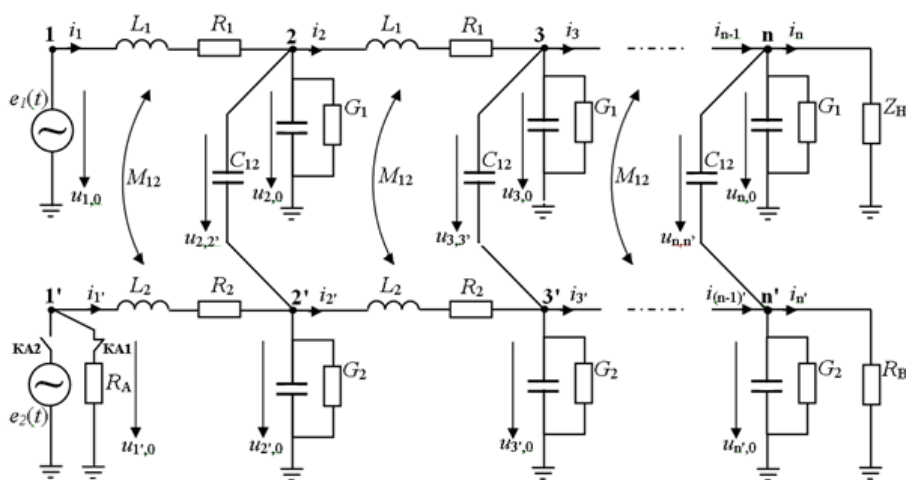 1 i₁ L₁ R₁ 2 i₂ L₁ R₁ 3 i₃ iₙ₋₁ n iₙ
e₁(t) G₁ G₁ G₁ Z_H
u₁,₀ M₁₂ C₁₂ u₂,₀ M₁₂ C₁₂ u₃,₀ M₁₂ C₁₂ uₙ,₀
u₂,₂' u₃,₃' uₙ,ₙ'
1' i₁' L₂ R₂ 2' i₂' L₂ R₂ 3' i₃' i₍ₙ₋₁₎' n' iₙ'
KA2 KA1
R_A G₂ G₂ G₂ R_B
e₂(t) u₁',₀ u₂',₀ u₃',₀ uₙ',₀